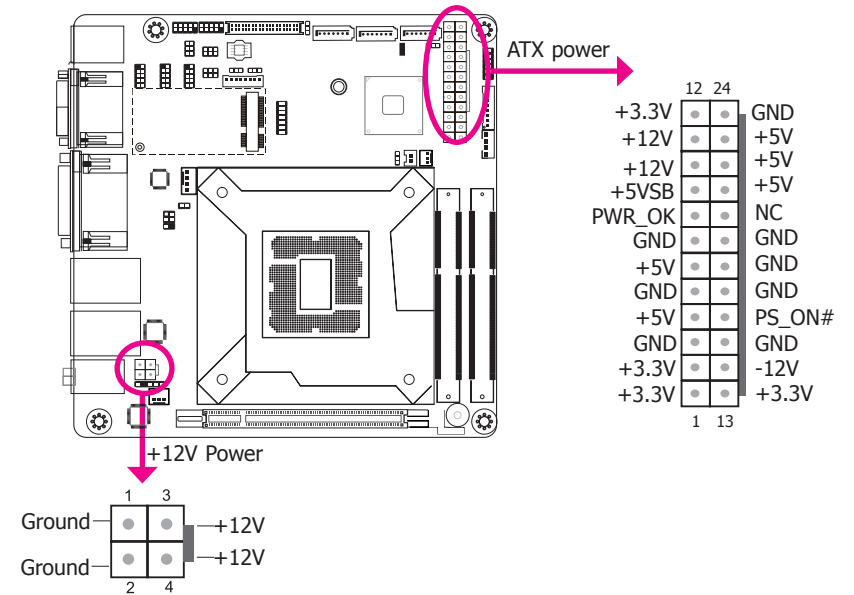 ATX power
12 24
+3.3V GND
+12V +5V
+12V +5V
+5VSB +5V
PWR_OK NC
GND GND
+5V GND
GND GND
+5V PS_ON#
GND GND
+3.3V -12V
+3.3V +3.3V
1 13
+12V Power
1 3
Ground +12V
Ground +12V
2 4